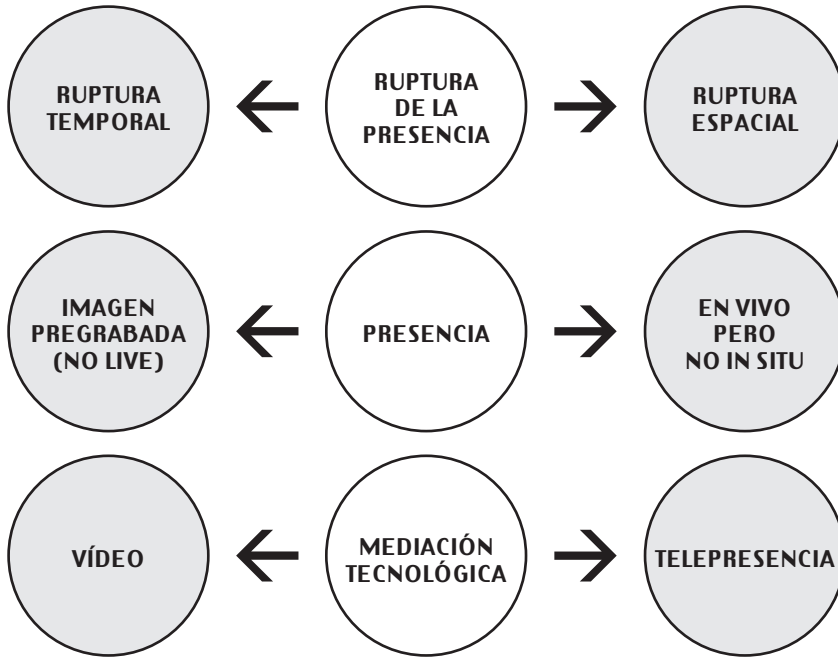 RUPTURA
TEMPORAL
RUPTURA
DE LA
PRESENCIA
RUPTURA
ESPACIAL
IMAGEN
PREGRABADA
(NO LIVE)
PRESENCIA
EN VIVO
PERO
NO IN SITU
VÍDEO
MEDIACIÓN
TECNOLÓGICA
TELEPRESENCIA